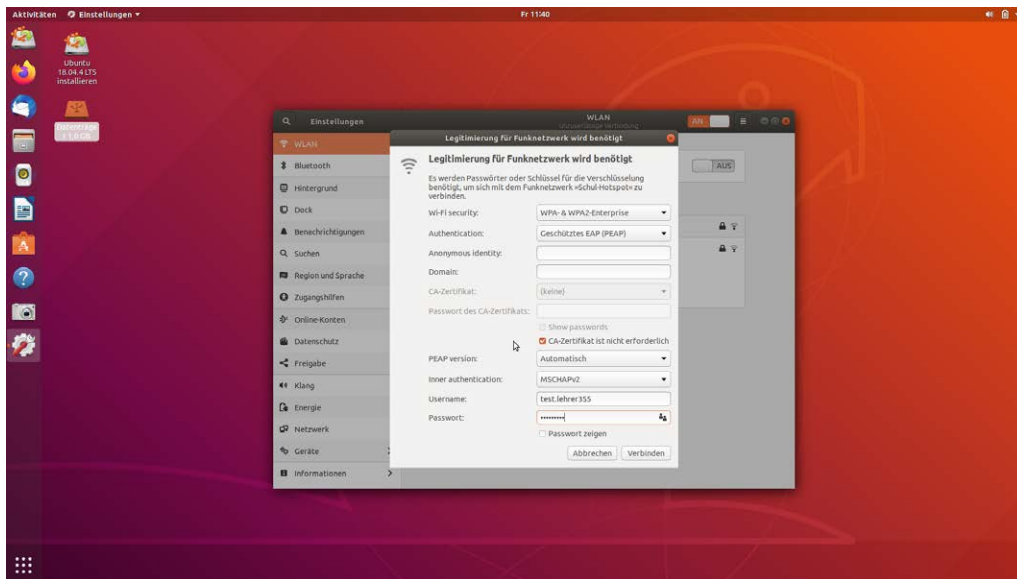 Aktivitäten
Einstellungen
Fr 11:40
Ubuntu
18.04.4 LTS
installieren
Datenträge
r 1,0 GB
Einstellungen
WLAN
AN
WLAN
Bluetooth
Hintergrund
Dock
Benachrichtigungen
Suchen
Region und Sprache
Zugangshilfen
Online-Konten
Datenschutz
Freigabe
Klang
Energie
Netzwerk
Geräte
Informationen
AUS
Legitimierung für Funknetzwerk wird benötigt
Legitimierung für Funknetzwerk wird benötigt
Es werden Passwörter oder Schlüssel für die Verschlüsselung
benötigt, um sich mit dem Funknetzwerk »Schul-Hotspot« zu
verbinden.
Wi-Fi security: WPA- & WPA2-Enterprise
Authentication: Geschütztes EAP (PEAP)
Anonymous identity:
Domain:
CA-Zertifikat: (keine)
Passwort des CA-Zertifikats:
Show passwords
CA-Zertifikat ist nicht erforderlich
PEAP version: Automatisch
Inner authentication: MSCHAPv2
Username: test.lehrer355
Passwort: •••••••••
Passwort zeigen
Abbrechen Verbinden